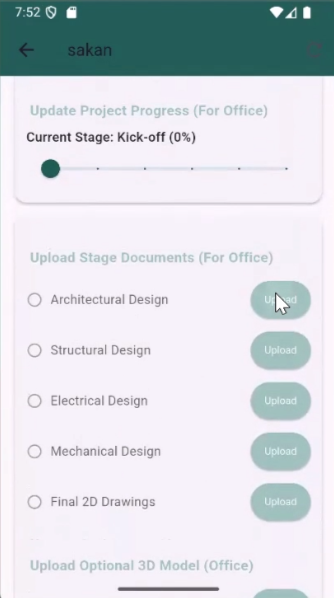 7:52
sakan
Update Project Progress (For Office)
Current Stage: Kick-off (0%)
Upload Stage Documents (For Office)
Architectural Design
Upload
Structural Design
Upload
Electrical Design
Upload
Mechanical Design
Upload
Final 2D Drawings
Upload
Upload Optional 3D Model (Office)